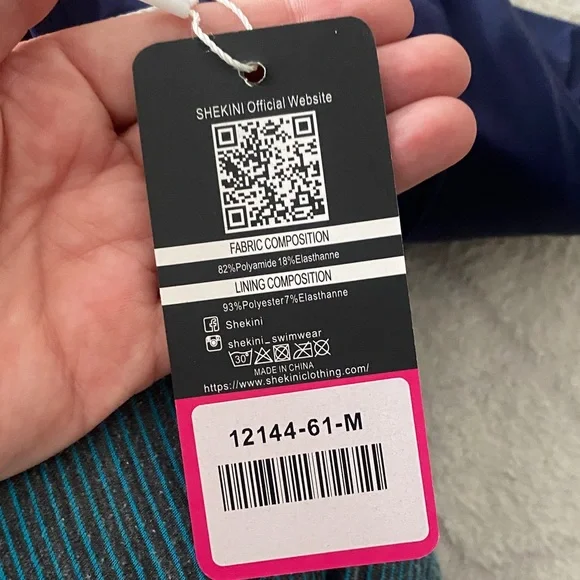 SHEKINI Official Website
FABRIC COMPOSITION
82%Polyamide 18%Elasthanne
LINING COMPOSITION
93%Polyester7%Elasthanne
Shekini
shekini_swimwear
30°
MADE IN CHINA
https://www.shekiniclothing.com/
12144-61-M